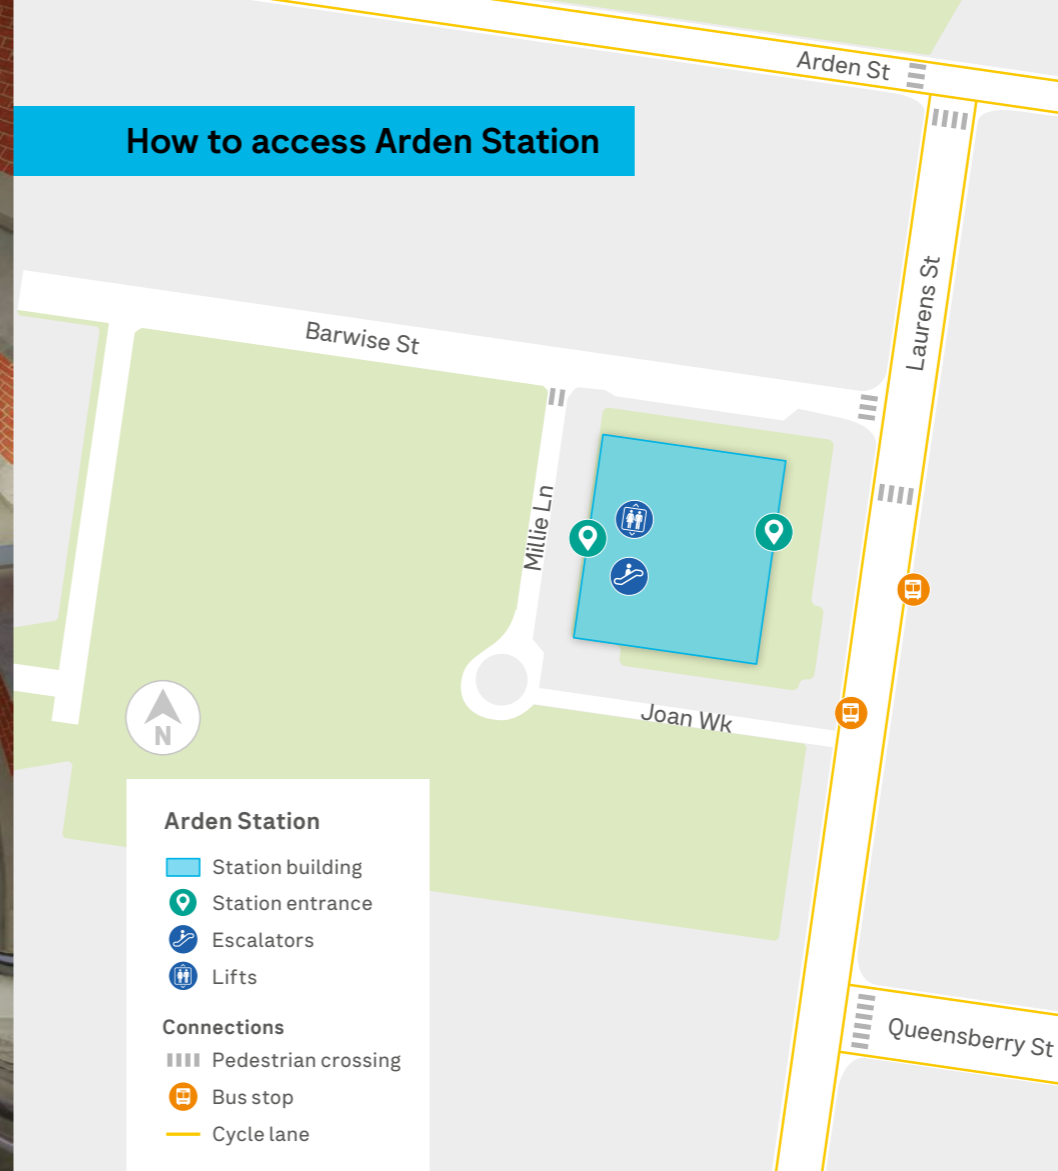 Arden St
How to access Arden Station
Laurens St
Barwise St
Millie Ln
Joan Wk
N
Arden Station
Station building
Station entrance
Escalators
Lifts
Connections
Pedestrian crossing
Bus stop
Cycle lane
Queensberry St